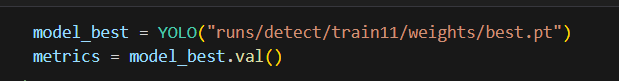 model_best = YOLO("runs/detect/train11/weights/best.pt")
metrics = model_best.val()